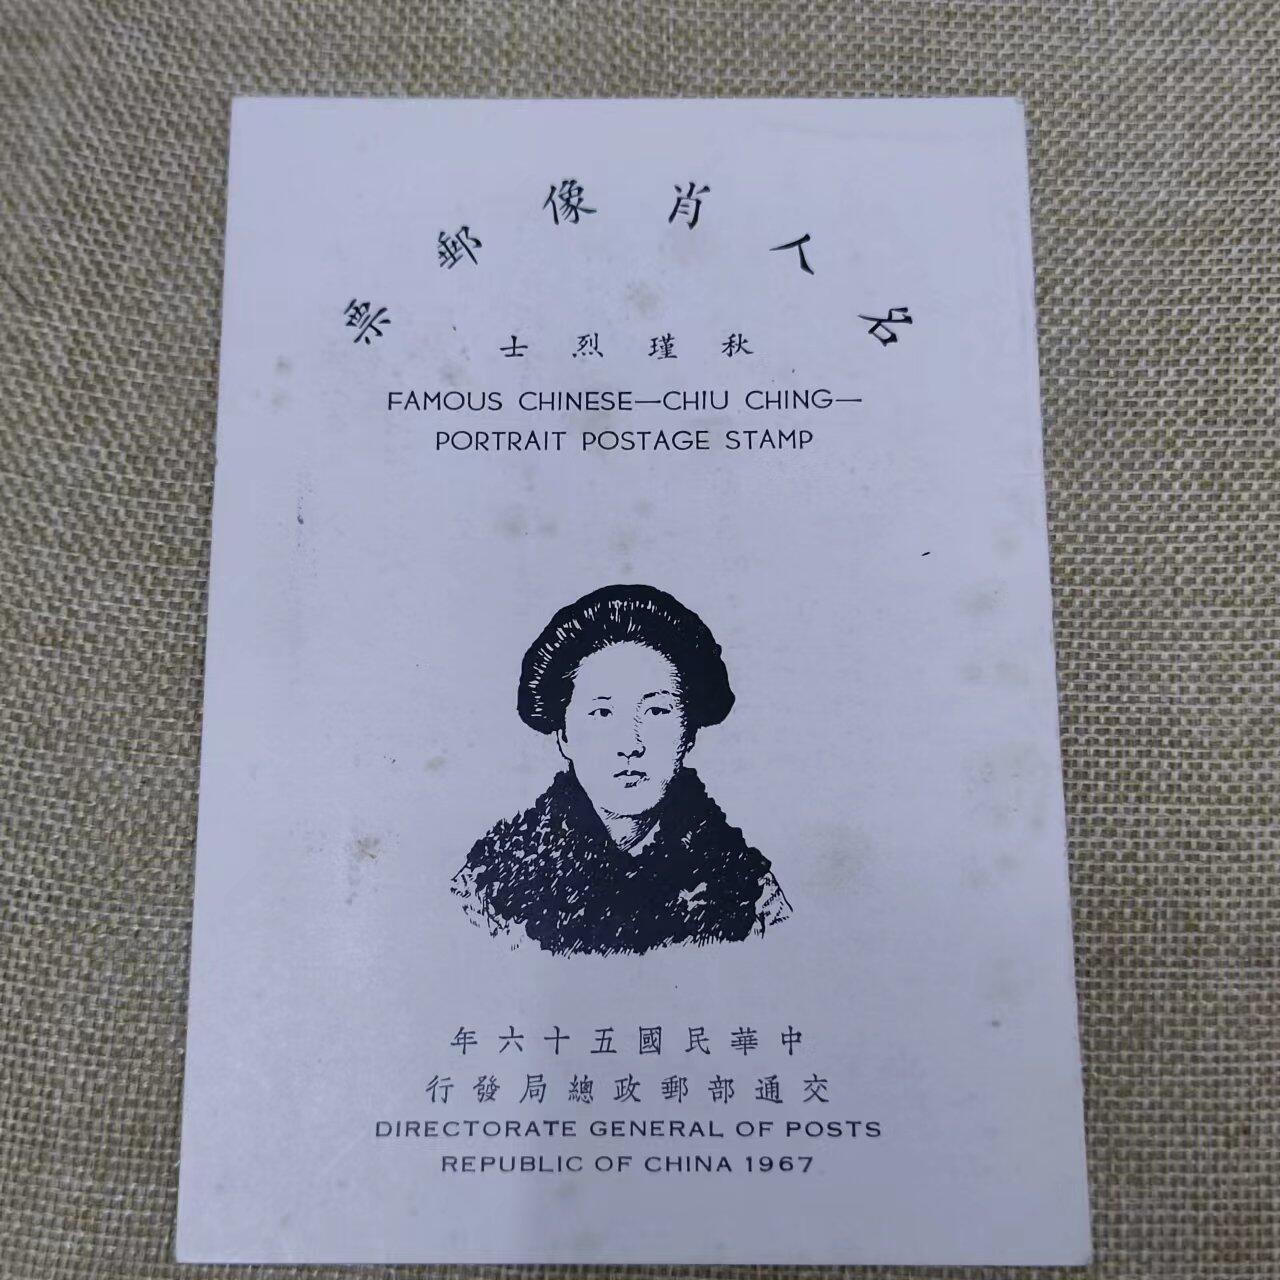 名人肖像郵票
秋瑾烈士
FAMOUS CHINESE—CHIU CHING—
PORTRAIT POSTAGE STAMP
中華民國五十六年
交通部郵政總局發行
DIRECTORATE GENERAL OF POSTS
REPUBLIC OF CHINA 1967